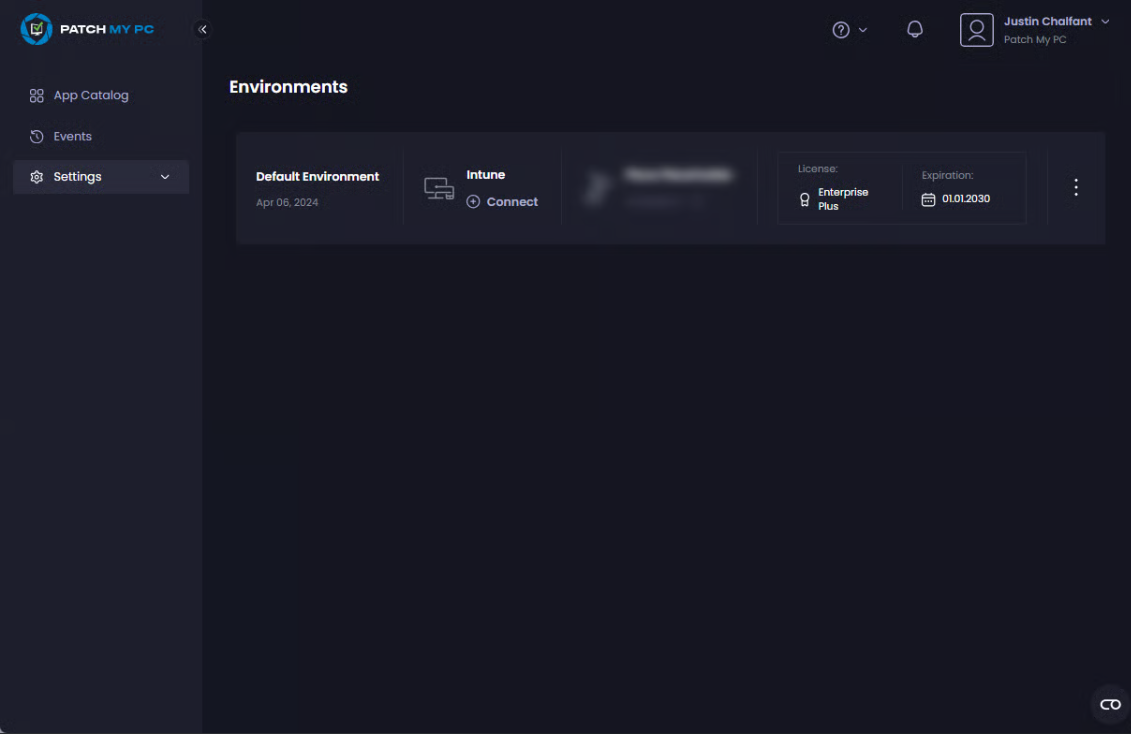 PATCH MY PC
Justin Chalfant
Patch My PC
App Catalog
Events
Settings
Environments
Default Environment
Apr 06, 2024
Intune
Connect
License:
Enterprise
Plus
Expiration:
01.01.2030